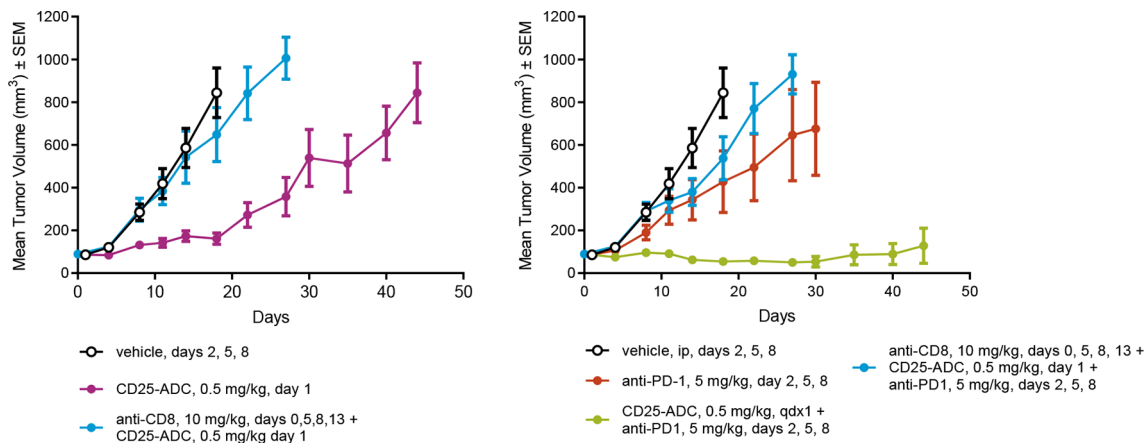 Mean Tumor Volume (mm³) ± SEM
1200
1000
800
600
400
200
0
0
10
20
30
40
50
Days
vehicle, days 2, 5, 8
CD25-ADC, 0.5 mg/kg, day 1
anti-CD8, 10 mg/kg, days 0,5,8,13 +
CD25-ADC, 0.5 mg/kg day 1
Mean Tumor Volume (mm³) ± SEM
1200
1000
800
600
400
200
0
0
10
20
30
40
50
Days
vehicle, ip, days 2, 5, 8
anti-PD-1, 5 mg/kg, day 2, 5, 8
CD25-ADC, 0.5 mg/kg, qdx1 +
anti-PD1, 5 mg/kg, days 2, 5, 8
anti-CD8, 10 mg/kg, days 0, 5, 8, 13 +
CD25-ADC, 0.5 mg/kg, day 1 +
anti-PD1, 5 mg/kg, days 2, 5, 8